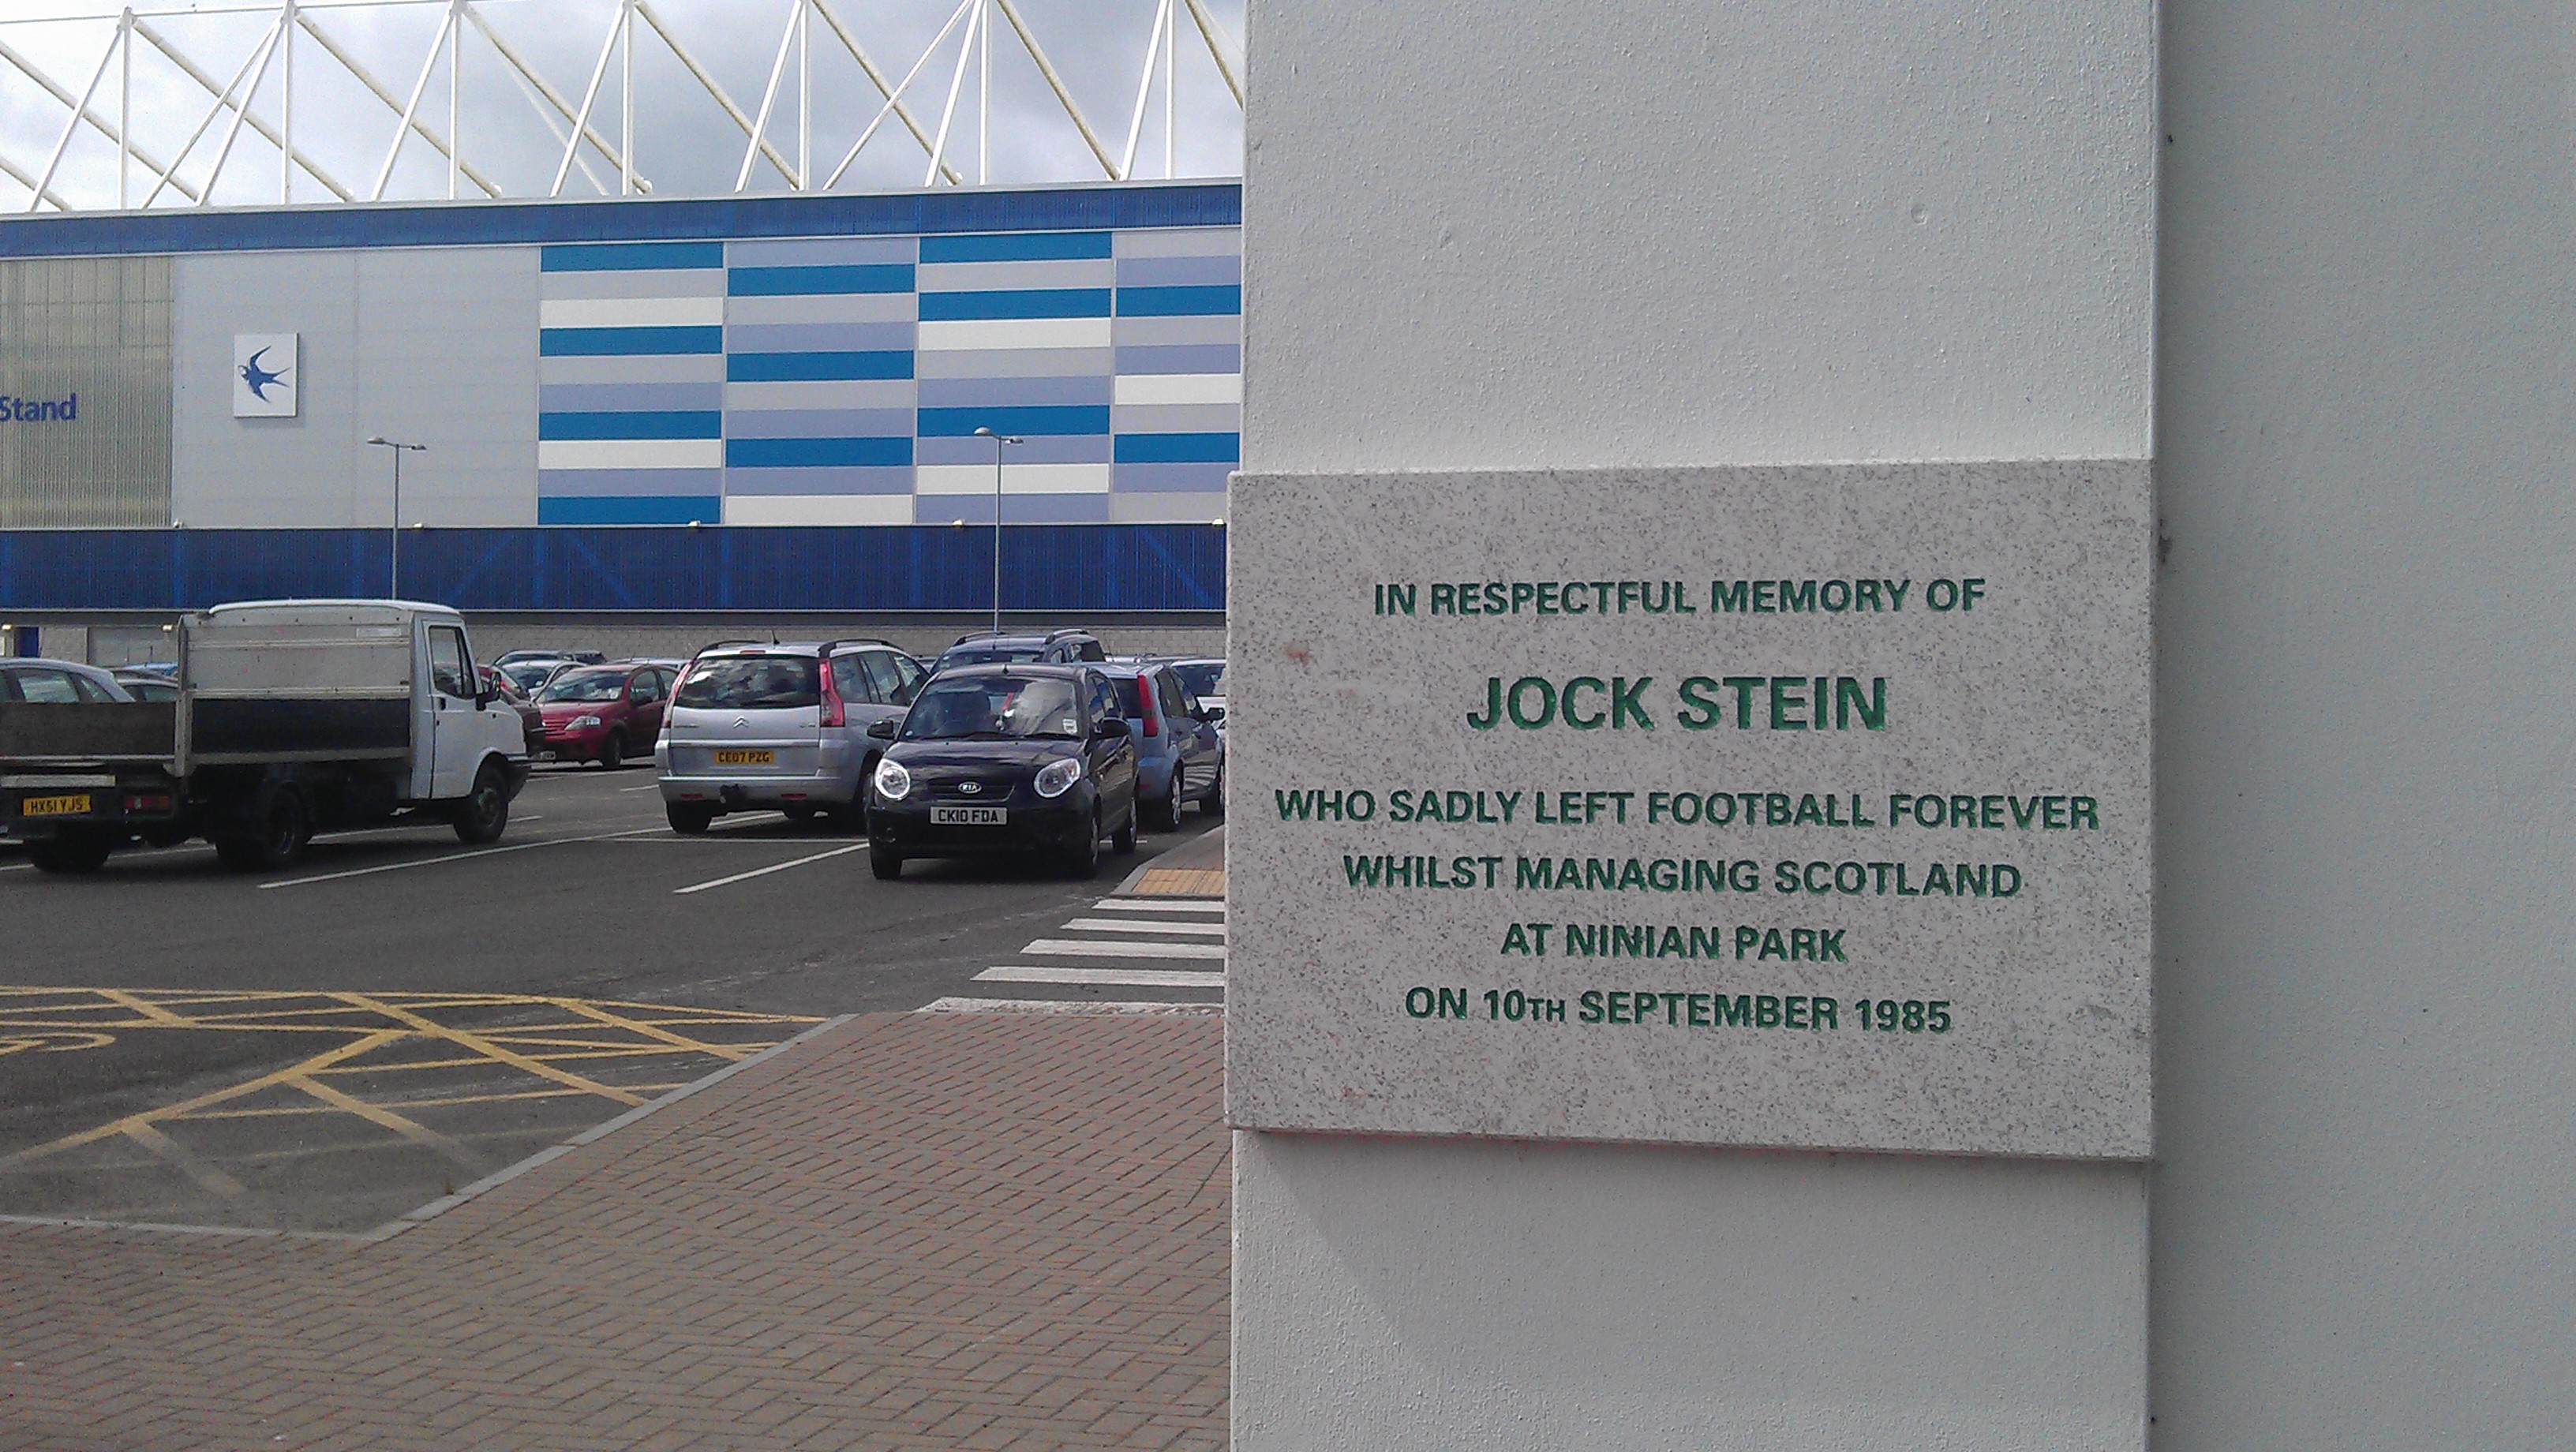 Stand
HX51 YJS
CE07 PZG
KIA
CK10 FDA
IN RESPECTFUL MEMORY OF
JOCK STEIN
WHO SADLY LEFT FOOTBALL FOREVER
WHILST MANAGING SCOTLAND
AT NINIAN PARK
ON 10TH SEPTEMBER 1985